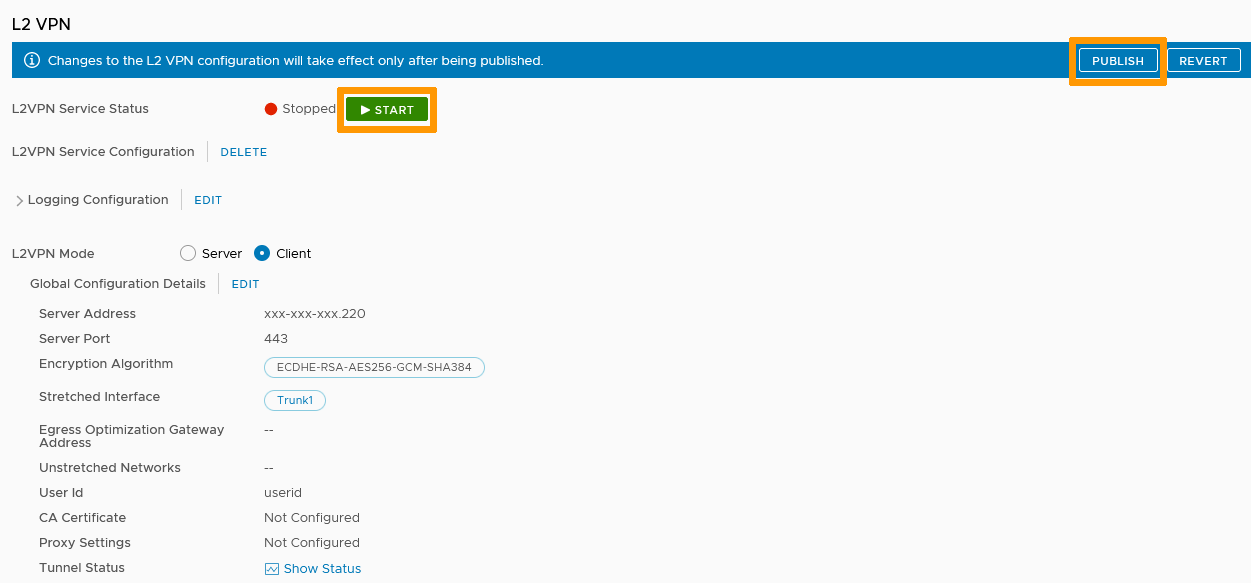 L2 VPN
Changes to the L2 VPN configuration will take effect only after being published. PUBLISH REVERT
L2VPN Service Status Stopped START
L2VPN Service Configuration DELETE
Logging Configuration EDIT
L2VPN Mode Server Client
Global Configuration Details EDIT
Server Address xxx-xxx-xxx.220
Server Port 443
Encryption Algorithm ECDHE-RSA-AES256-GCM-SHA384
Stretched Interface Trunk1
Egress Optimization Gateway --
Address
Unstretched Networks --
User Id userid
CA Certificate Not Configured
Proxy Settings Not Configured
Tunnel Status Show Status